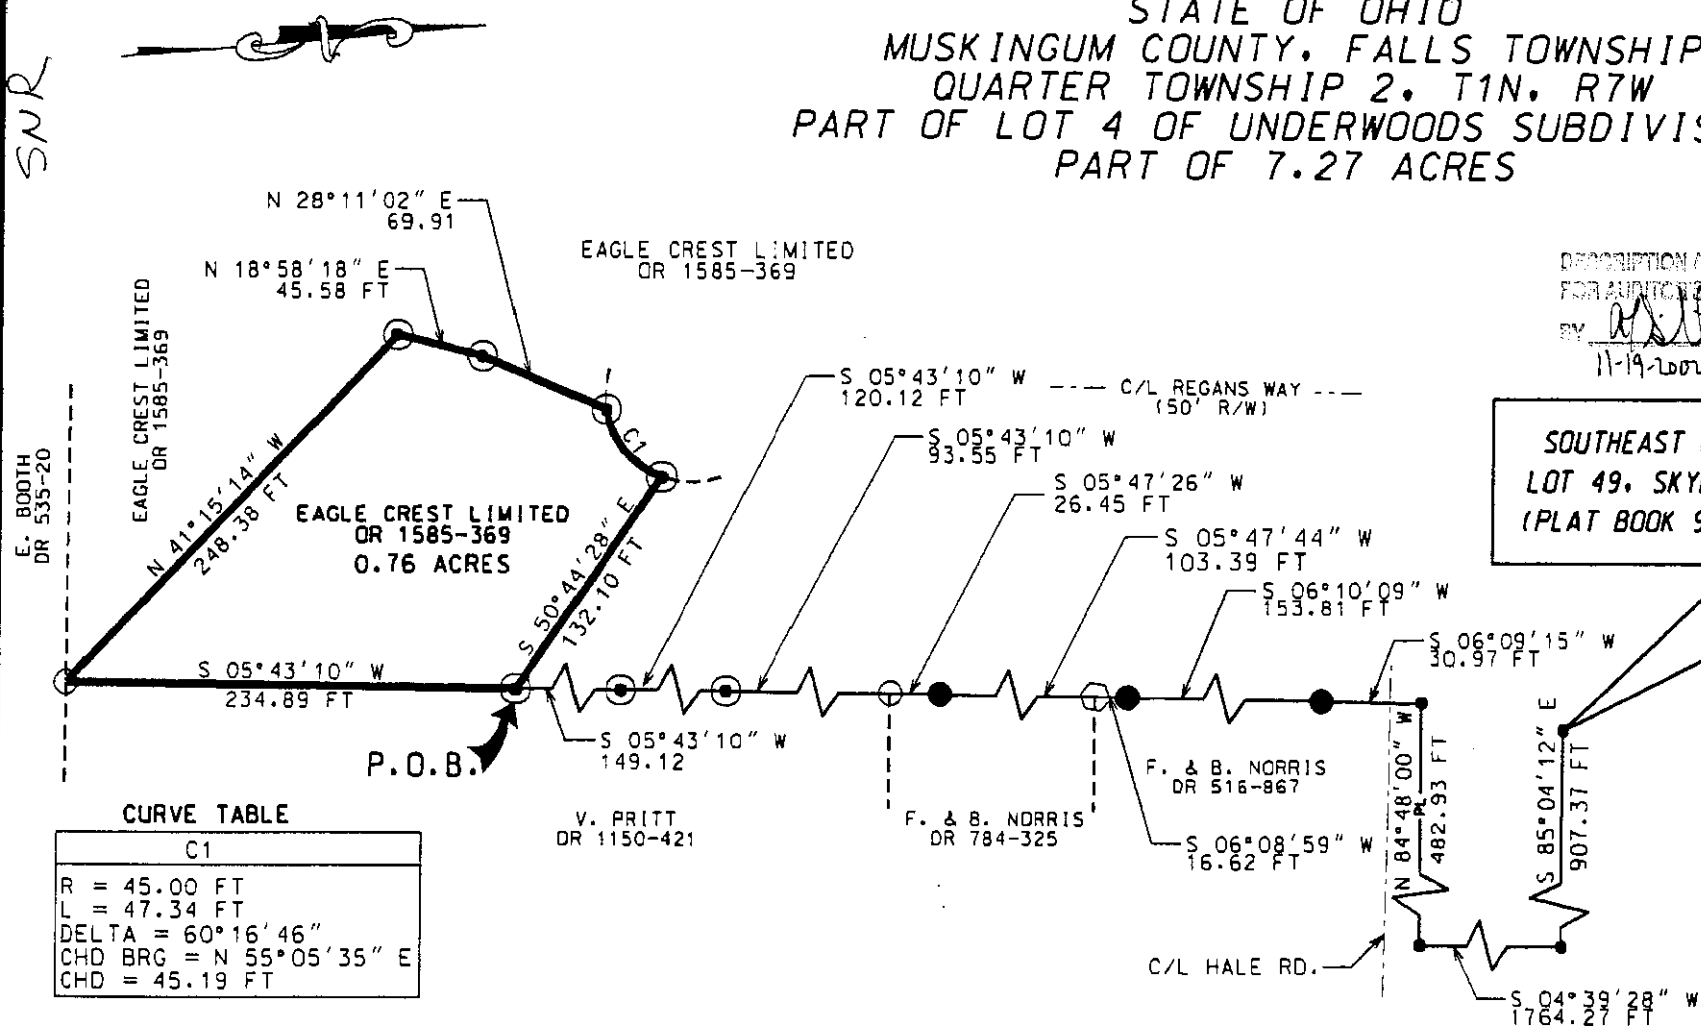 STATE OF OHIO
MUSKINGUM COUNTY. FALLS TOWNSHIP
QUARTER TOWNSHIP 2. T1N. R7W
PART OF LOT 4 OF UNDERWOODS
PART OF 7.27 ACRES
SNR
N 28°11'02" E
69.91
N 18°58'18" E
45.58 FT
EAGLE CREST LIMITED
OR 1585-369
FOR
BY
11-19-2002
EAGLE CREST LIMITED
OR 1585-369
E. BOOTH
DR 535-20
N 41°15'14" W
248.38 FT
EAGLE CREST LIMITED
OR 1585-369
0.76 ACRES
C1
S 50°44'28" E
132.10 FT
S 05°43'10" W
234.89 FT
P.O.B.
S 05°43'10" W
120.12 FT
C/L REGANS WAY
(50' R/W)
S 05°43'10" W
93.55 FT
S 05°47'26" W
26.45 FT
S 05°47'44" W
103.39 FT
S 06°10'09" W
153.81 FT
S 06°09'15" W
30.97 FT
SOUTHEAST
LOT 49.
(PLAT BOOK
S 05°43'10" W
149.12
V. PRITT
DR 1150-421
F. & B. NORRIS
DR 784-325
F. & B. NORRIS
DR 516-867
S 06°08'59" W
16.62 FT
N 84°48'00" W
PL
482.93 FT
S 85°04'12" E
907.37 FT
C/L HALE RD.
S 04°39'28" W
1764.27 FT
CURVE TABLE
C1
R = 45.00 FT
L = 47.34 FT
DELTA = 60°16'46"
CHD BRG = N 55°05'35" E
CHD = 45.19 FT